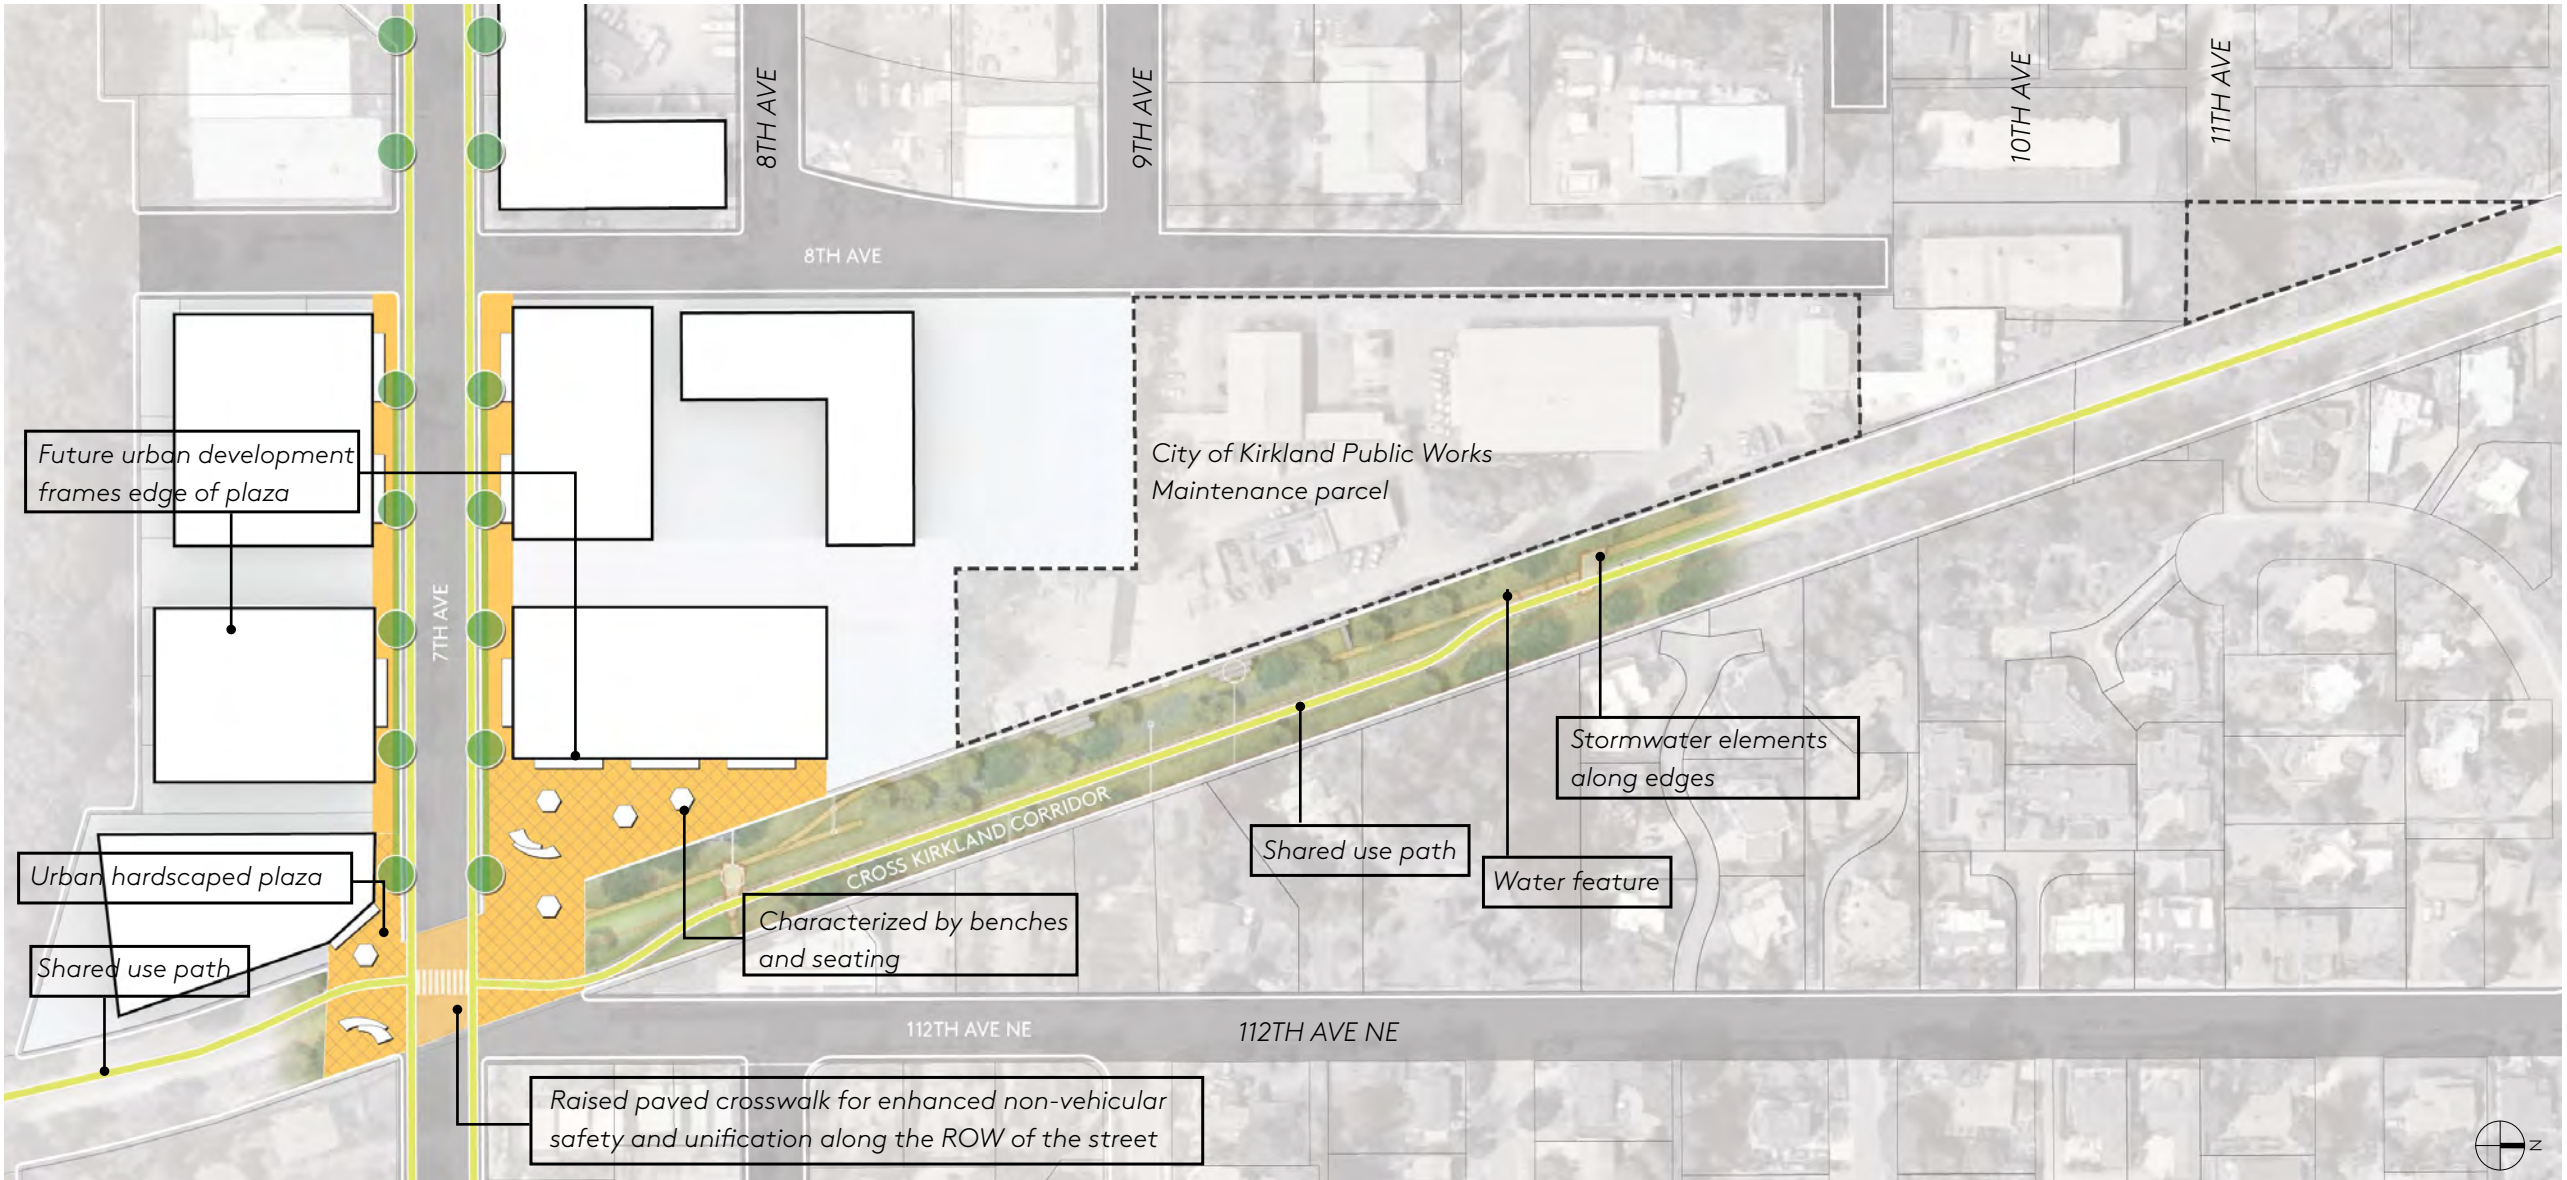 8TH AVE
9TH AVE
10TH AVE
11TH AVE
8TH AVE
Future urban development
frames edge of plaza
City of Kirkland Public Works
Maintenance parcel
7TH AVE
Stormwater elements
along edges
CROSS KIRKLAND CORRIDOR
Shared use path
Water feature
Urban hardscaped plaza
Characterized by benches
and seating
Shared use path
112TH AVE NE
112TH AVE NE
Raised paved crosswalk for enhanced non-vehicular
safety and unification along the ROW of the street
N